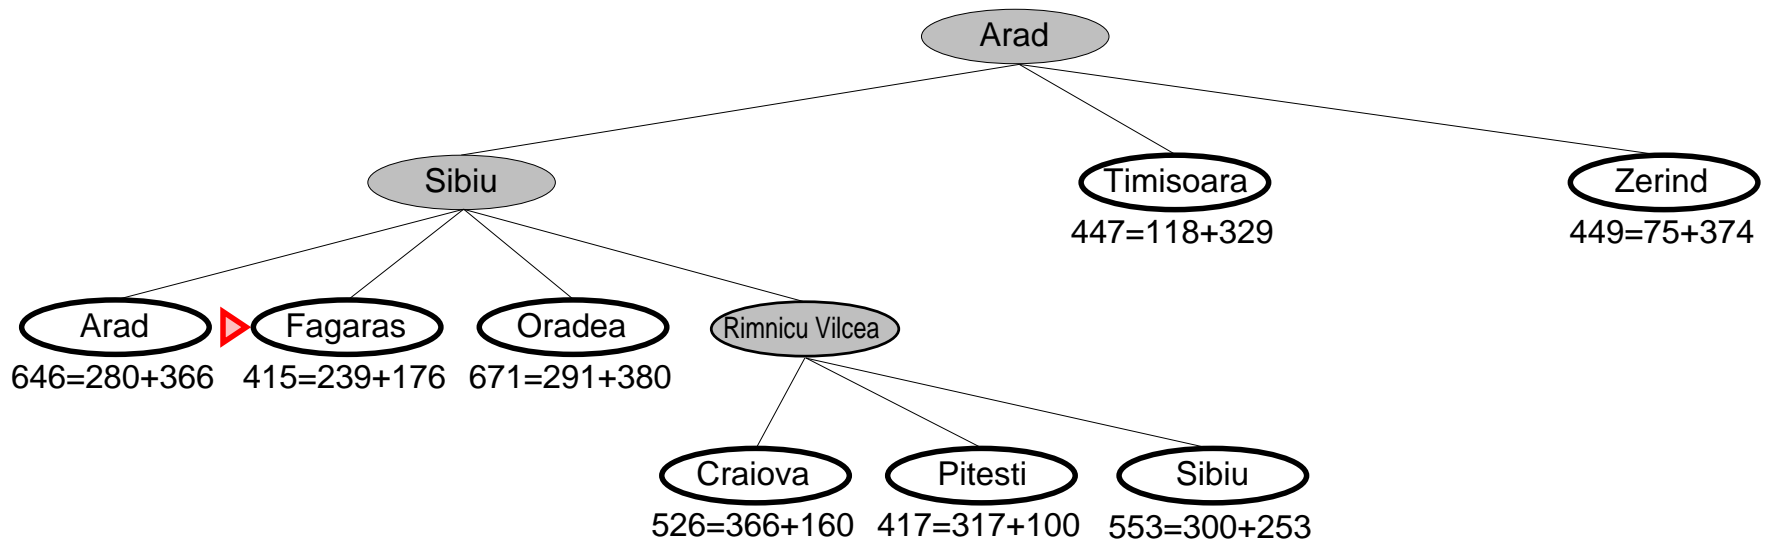 Arad
Sibiu
Timisoara
Zerind
447=118+329
449=75+374
Arad
Fagaras
Oradea
Rimnicu Vilcea
646=280+366
415=239+176
671=291+380
Craiova
Pitesti
Sibiu
526=366+160
417=317+100
553=300+253